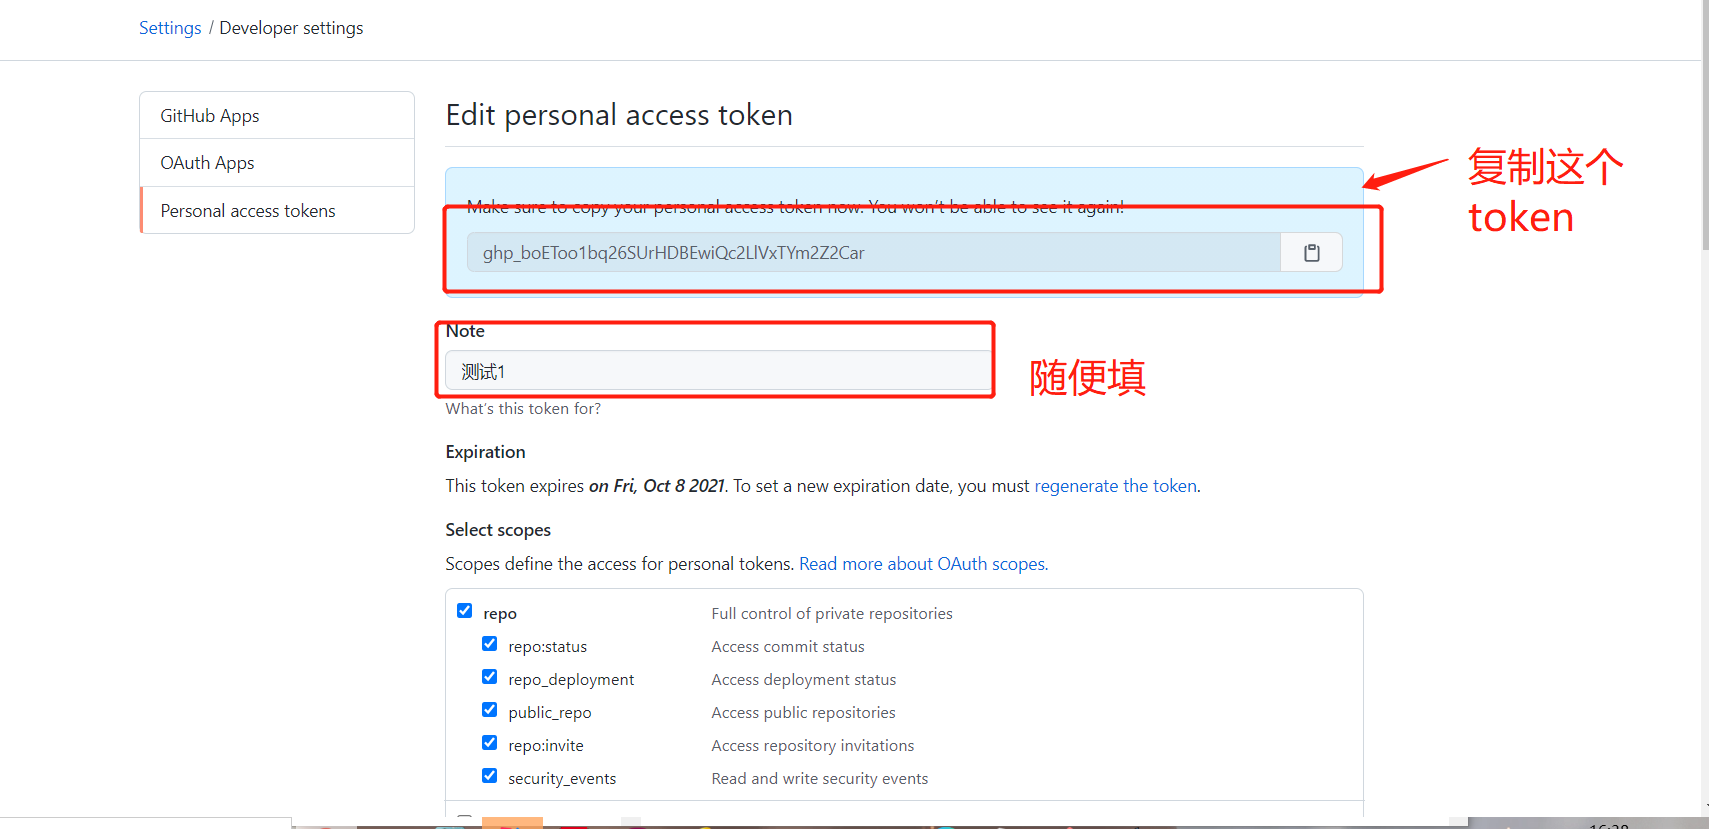 Settings / Developer settings
GitHub Apps
OAuth Apps
Personal access tokens
Edit personal access token
复制这个
token
Make sure to copy your personal access token now. You won't be able to see it again!
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
Note
测试1
随便填
What's this token for?
Expiration
This token expires on Fri, Oct 8 2021. To set a new expiration date, you must regenerate the token.
Select scopes
Scopes define the access for personal tokens. Read more about OAuth scopes.
repo Full control of private repositories
repo:status Access commit status
repo_deployment Access deployment status
public_repo Access public repositories
repo:invite Access repository invitations
security_events Read and write security events